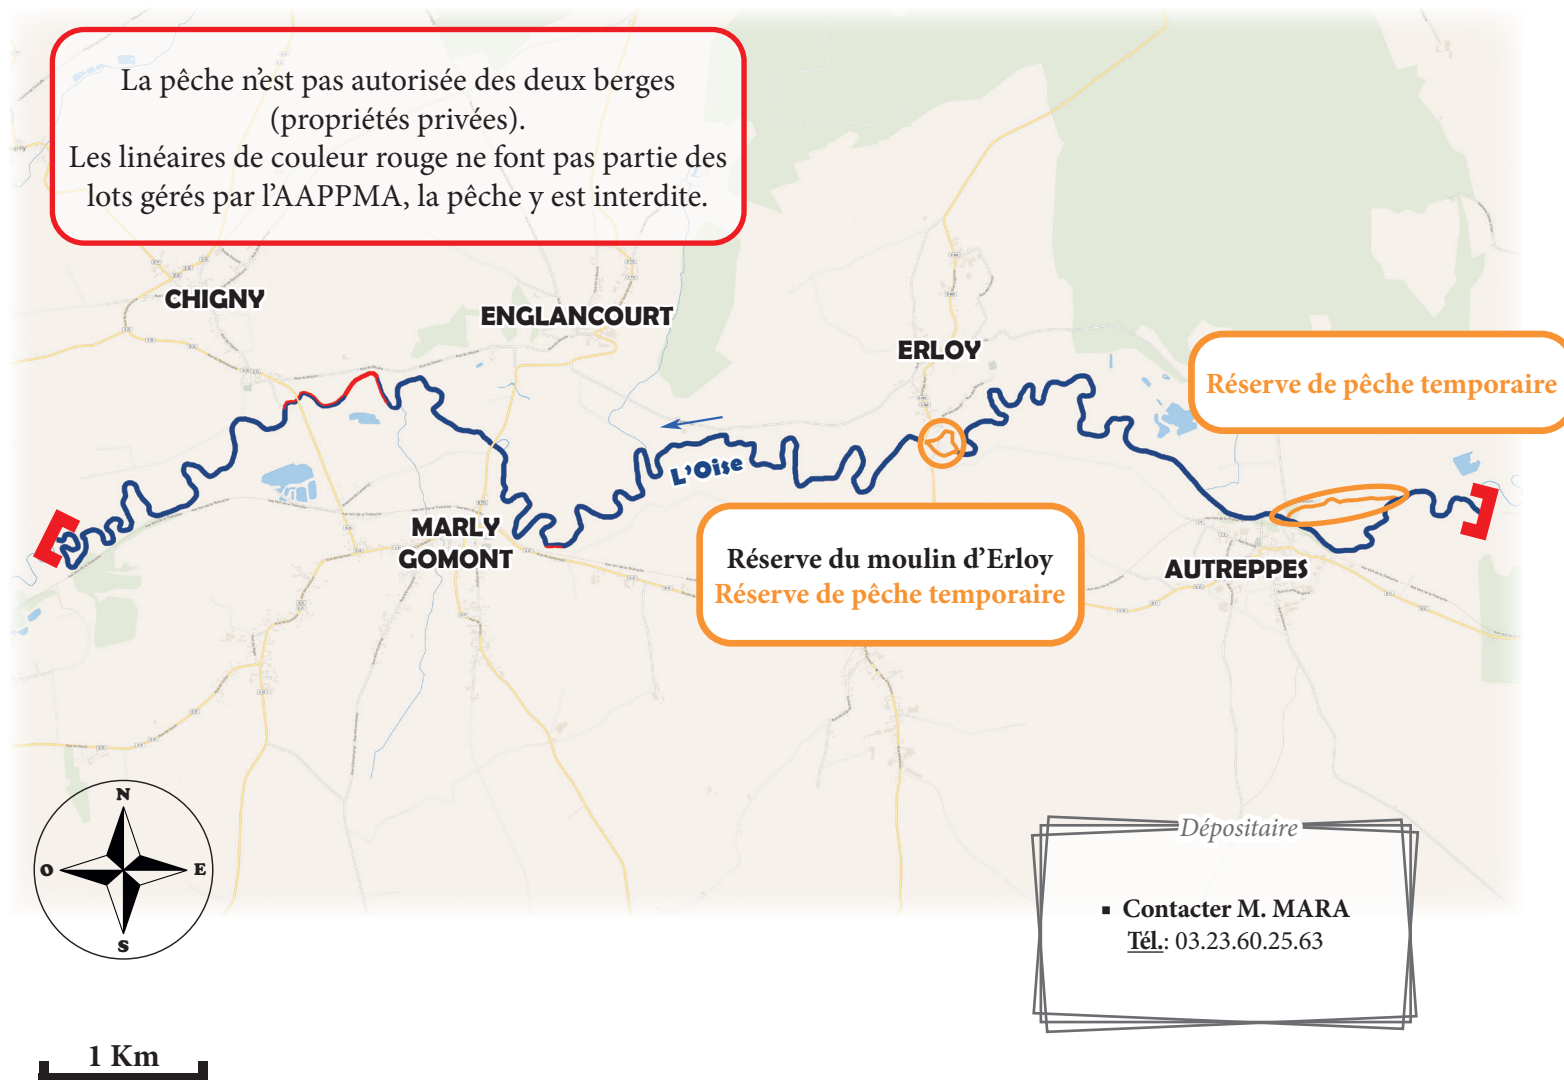 La pêche n'est pas autorisée des deux berges
(propriétés privées).
Les linéaires de couleur rouge ne font pas partie des
lots gérés par l'AAPPMA, la pêche y est interdite.
CHIGNY
ENGLANCOURT
ERLOY
Réserve de pêche temporaire
L'Oise
MARLY
GOMONT
Réserve du moulin d'Erloy
Réserve de pêche temporaire
AUTREPPES
N
O
E
S
Dépositaire
▪ Contacter M. MARA
Tél.: 03.23.60.25.63
1 Km